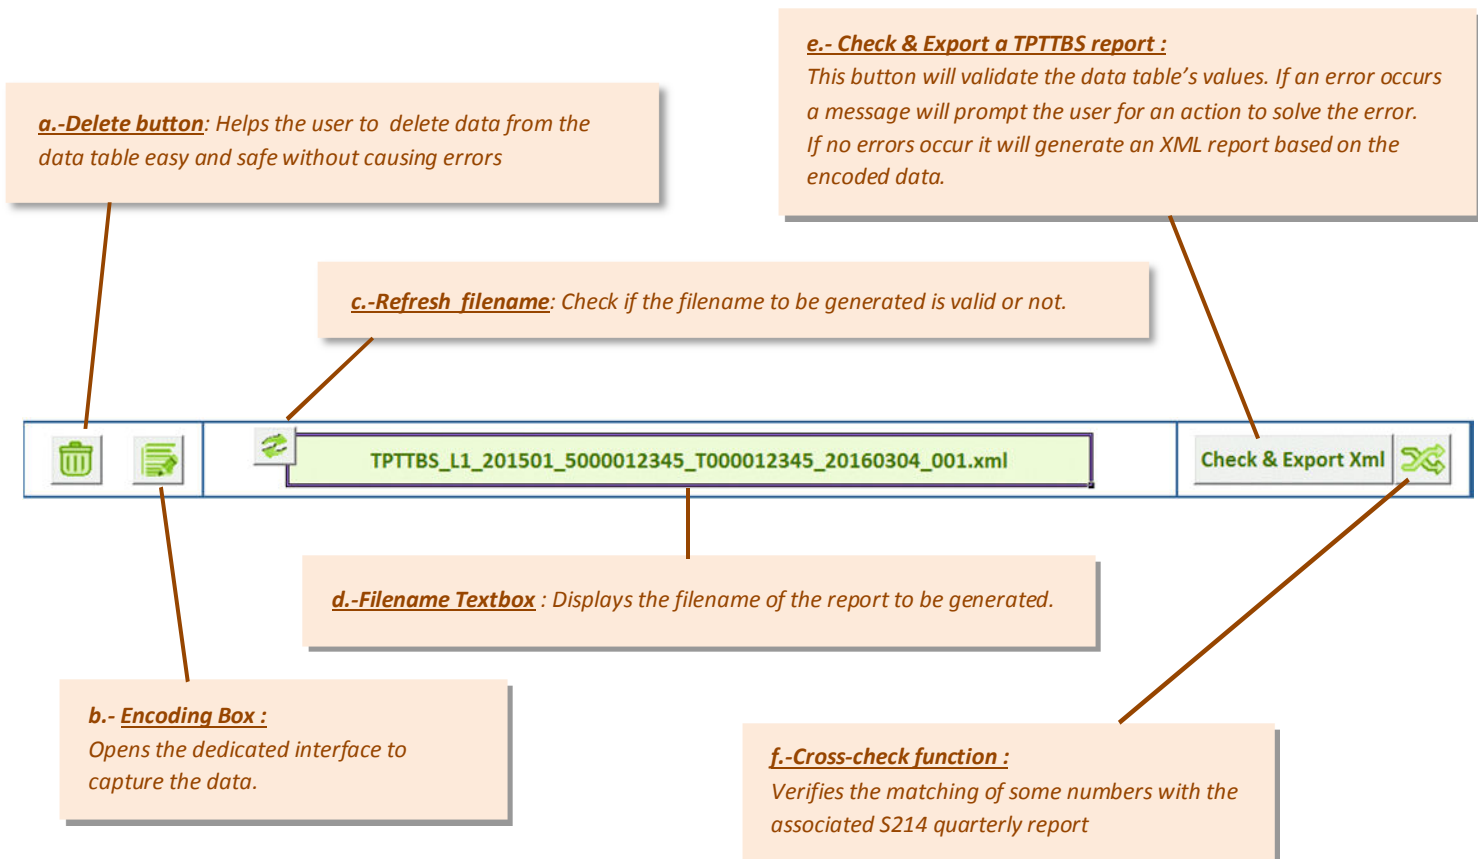 e.- Check & Export a TPTTBS report :
This button will validate the data table's values. If an error occurs
a message will prompt the user for an action to solve the error.
If no errors occur it will generate an XML report based on the
encoded data.
a.-Delete button: Helps the user to delete data from the
data table easy and safe without causing errors
c.-Refresh filename: Check if the filename to be generated is valid or not.
TPTTBS_L1_201501_5000012345_T000012345_20160304_001.xml
Check & Export Xml
d.-Filename Textbox : Displays the filename of the report to be generated.
b.- Encoding Box :
Opens the dedicated interface to
capture the data.
f.-Cross-check function :
Verifies the matching of some numbers with the
associated S214 quarterly report